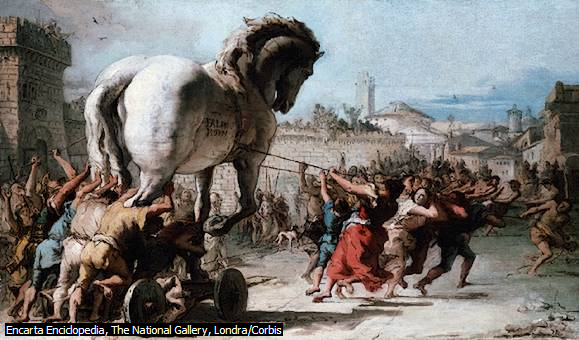 Encarta Enciclopedia, The National Gallery, Londra/Corbis